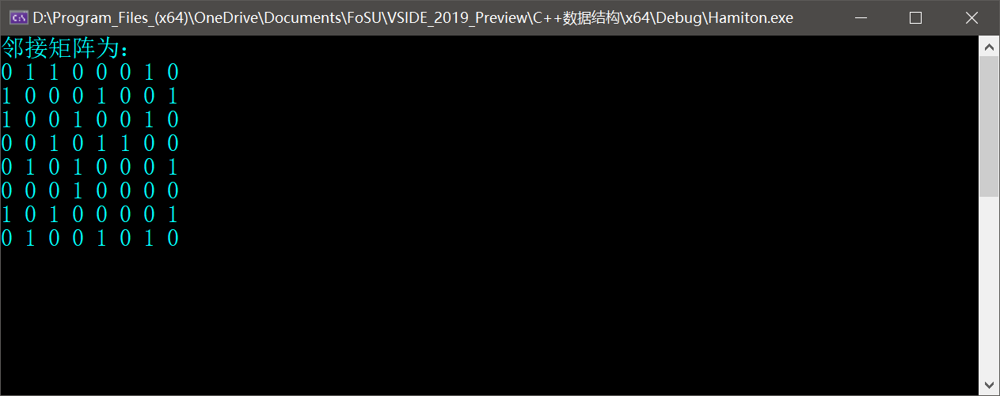 D:\Program_Files_(x64)\OneDrive\Documents\FoSU\VSIDE_2019_Preview\C++数据结构\x64\Debug\Hamiton.exe
邻接矩阵为：
0 1 1 0 0 0 1 0
1 0 0 0 1 0 0 1
1 0 0 1 0 0 1 0
0 0 1 0 1 1 0 0
0 1 0 1 0 0 0 1
0 0 0 1 0 0 0 0
1 0 1 0 0 0 0 1
0 1 0 0 1 0 1 0